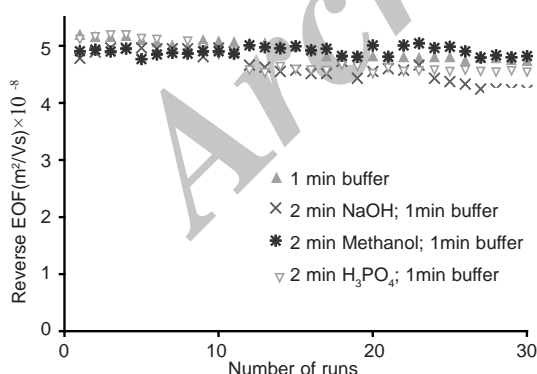 Reverse EOF(m²/Vs)×10 -8
5
4
3
2
1
0
0
10
20
30
Number of runs
1 min buffer
2 min NaOH; 1min buffer
2 min Methanol; 1min buffer
2 min H₃PO₄; 1min buffer
Arc